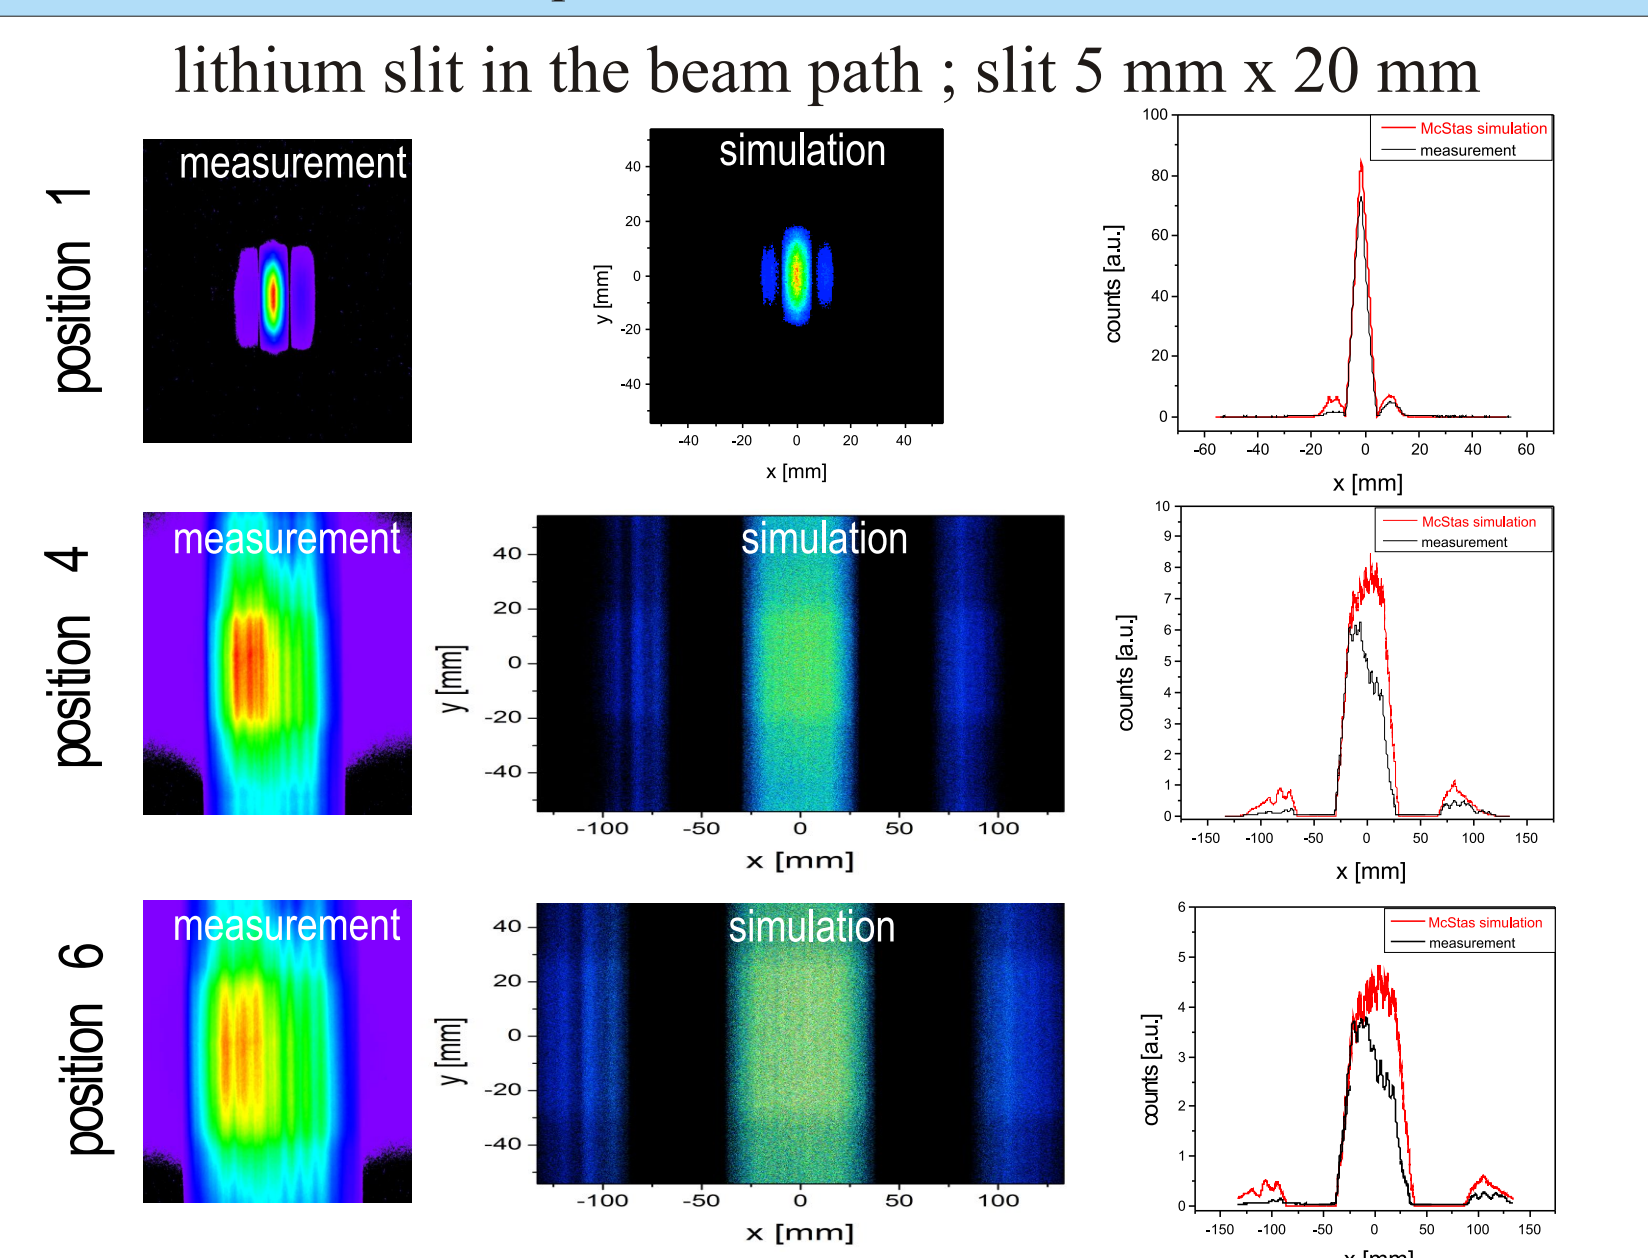 lithium slit in the beam path ; slit 5 mm x 20 mm
position 1
measurement
simulation
40
20
0
-20
-40
y [mm]
-40 -20 0 20 40
x [mm]
McStas simulation
measurement
100
80
60
40
20
0
counts [a.u.]
-60 -40 -20 0 20 40 60
x [mm]
position 4
measurement
simulation
40
20
0
-20
-40
y [mm]
-100 -50 0 50 100
x [mm]
McStas simulation
measurement
10
9
8
7
6
5
4
3
2
1
0
counts [a.u.]
-150 -100 -50 0 50 100 150
x [mm]
position 6
measurement
simulation
40
20
0
-20
-40
y [mm]
-100 -50 0 50 100
x [mm]
McStas simulation
measurement
6
5
4
3
2
1
0
counts [a.u.]
-150 -100 -50 0 50 100 150
x [mm]